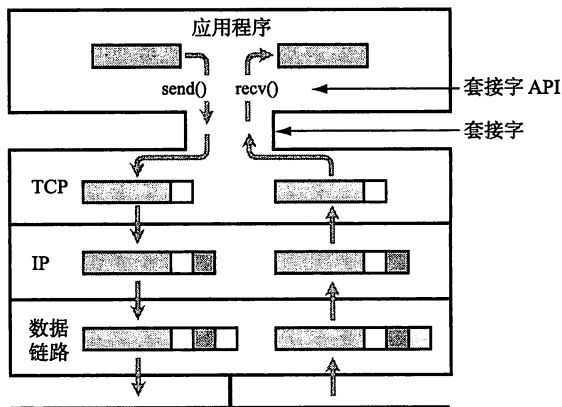 应用程序
send() recv()
套接字 API
套接字
TCP
IP
数据
链路